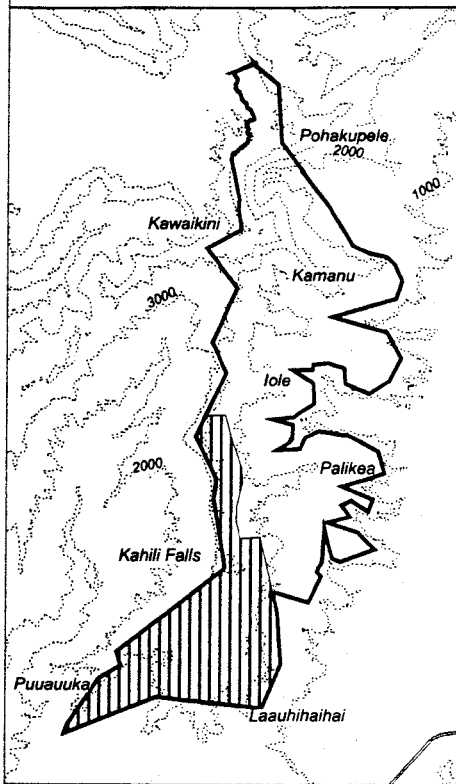 Pohakupele
2000
1000
Kawaikini
Kamanu
3000
Iole
2000
Palikea
Kahili Falls
Puuauuka
Laauhihaihai